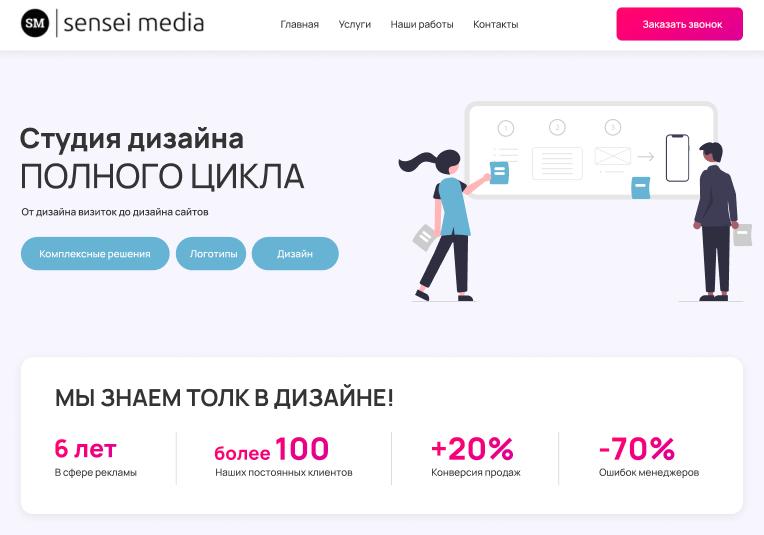 SM sensei media
Главная Услуги Наши работы Контакты
Заказать звонок
Студия дизайна
ПОЛНОГО ЦИКЛА
От дизайна визиток до дизайна сайтов
Комплексные решения Логотипы Дизайн
1 2 3
МЫ ЗНАЕМ ТОЛК В ДИЗАЙНЕ!
6 лет
В сфере рекламы
более 100
Наших постоянных клиентов
+20%
Конверсия продаж
-70%
Ошибок менеджеров